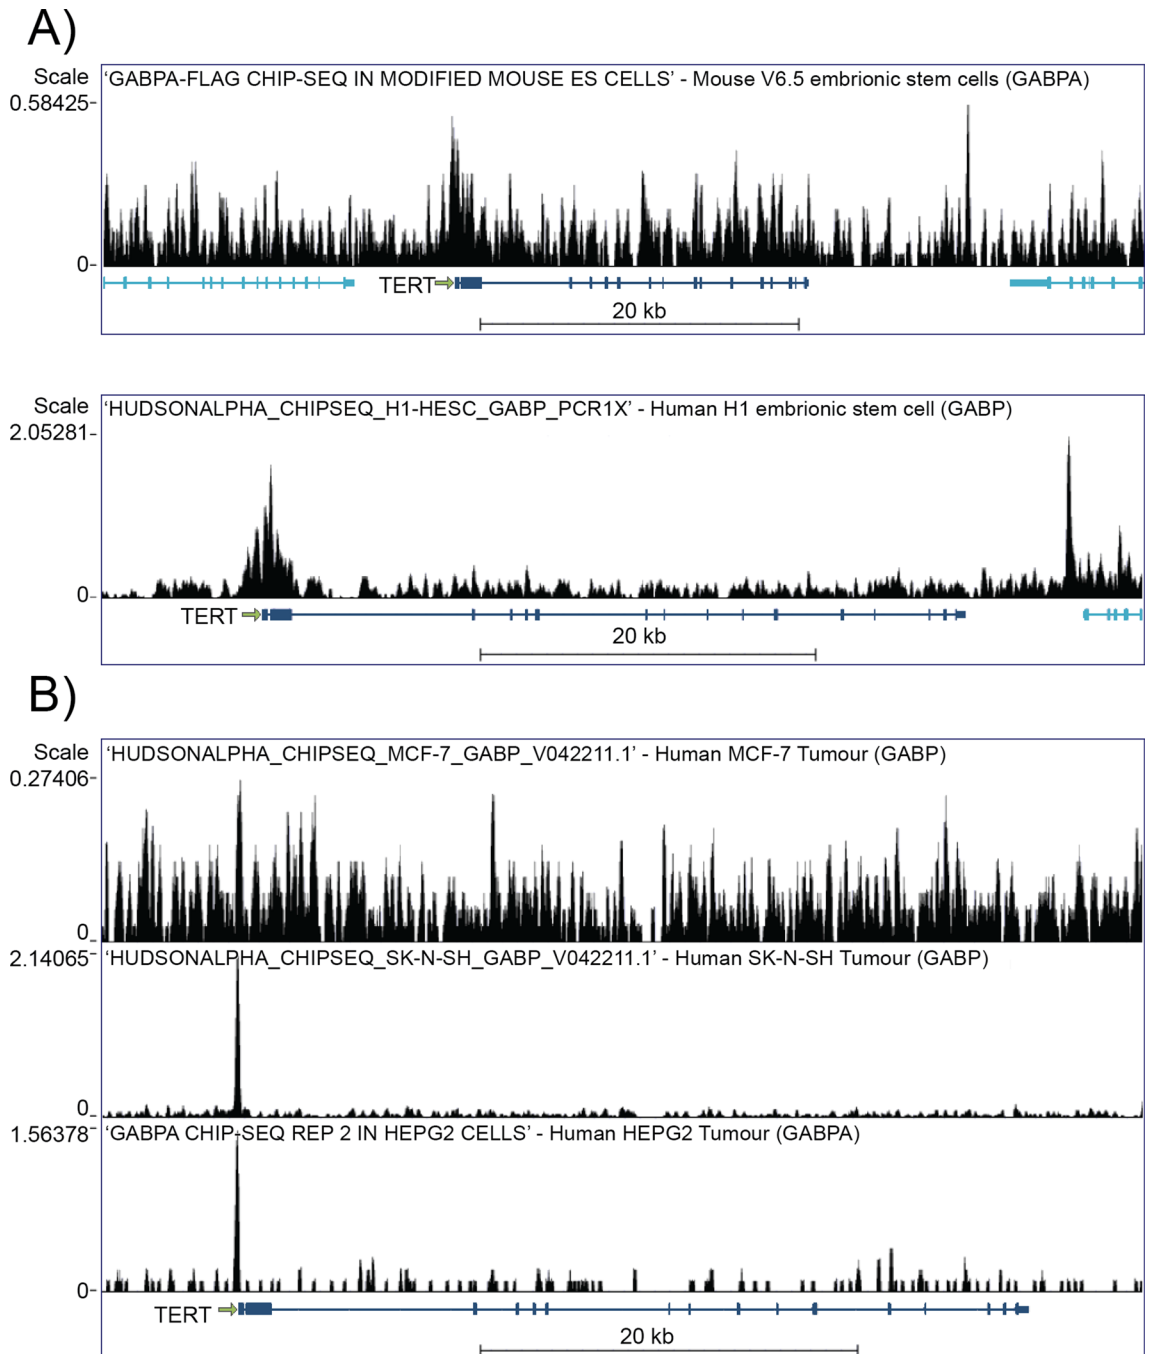 A)
Scale 'GABPA-FLAG CHIP-SEQ IN MODIFIED MOUSE ES CELLS' - Mouse V6.5 embrionic stem cells (GABPA)
0.58425-
0-
TERT
20 kb
Scale 'HUDSONALPHA_CHIPSEQ_H1-HESC_GABP_PCR1X' - Human H1 embrionic stem cell (GABP)
2.05281-
0-
TERT
20 kb
B)
Scale 'HUDSONALPHA_CHIPSEQ_MCF-7_GABP_V042211.1' - Human MCF-7 Tumour (GABP)
0.27406-
0-
2.14065- 'HUDSONALPHA_CHIPSEQ_SK-N-SH_GABP_V042211.1' - Human SK-N-SH Tumour (GABP)
0-
1.56378- 'GABPA CHIP-SEQ REP 2 IN HEPG2 CELLS' - Human HEPG2 Tumour (GABPA)
0-
TERT
20 kb